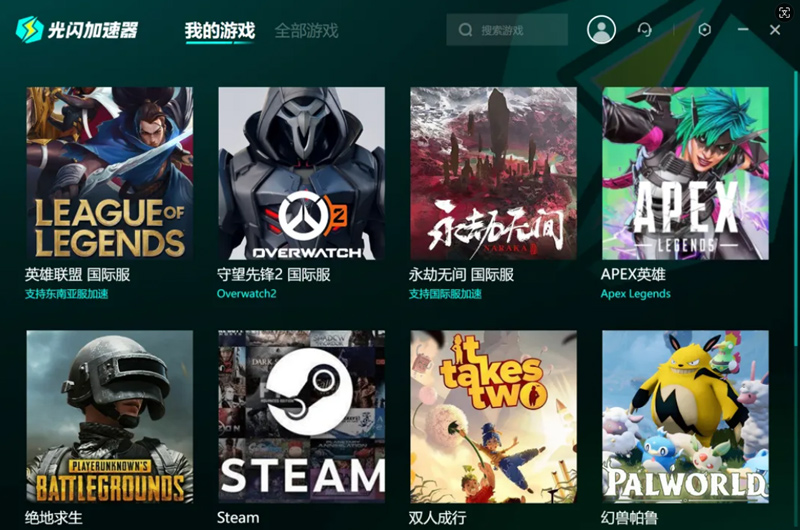 光闪加速器
我的游戏
全部游戏
搜索游戏
LEAGUE OF
LEGENDS
2
OVERWATCH
永劫无间
NARAKA
APEX
LEGENDS
英雄联盟 国际服
守望先锋2 国际服
永劫无间 国际服
APEX英雄
支持东南亚服加速
Overwatch2
支持国际服加速
Apex Legends
PLAYERUNKNOWN'S
BATTLEGROUNDS
STEAM
it
takes
two
PALWORLD
绝地求生
Steam
双人成行
幻兽帕鲁